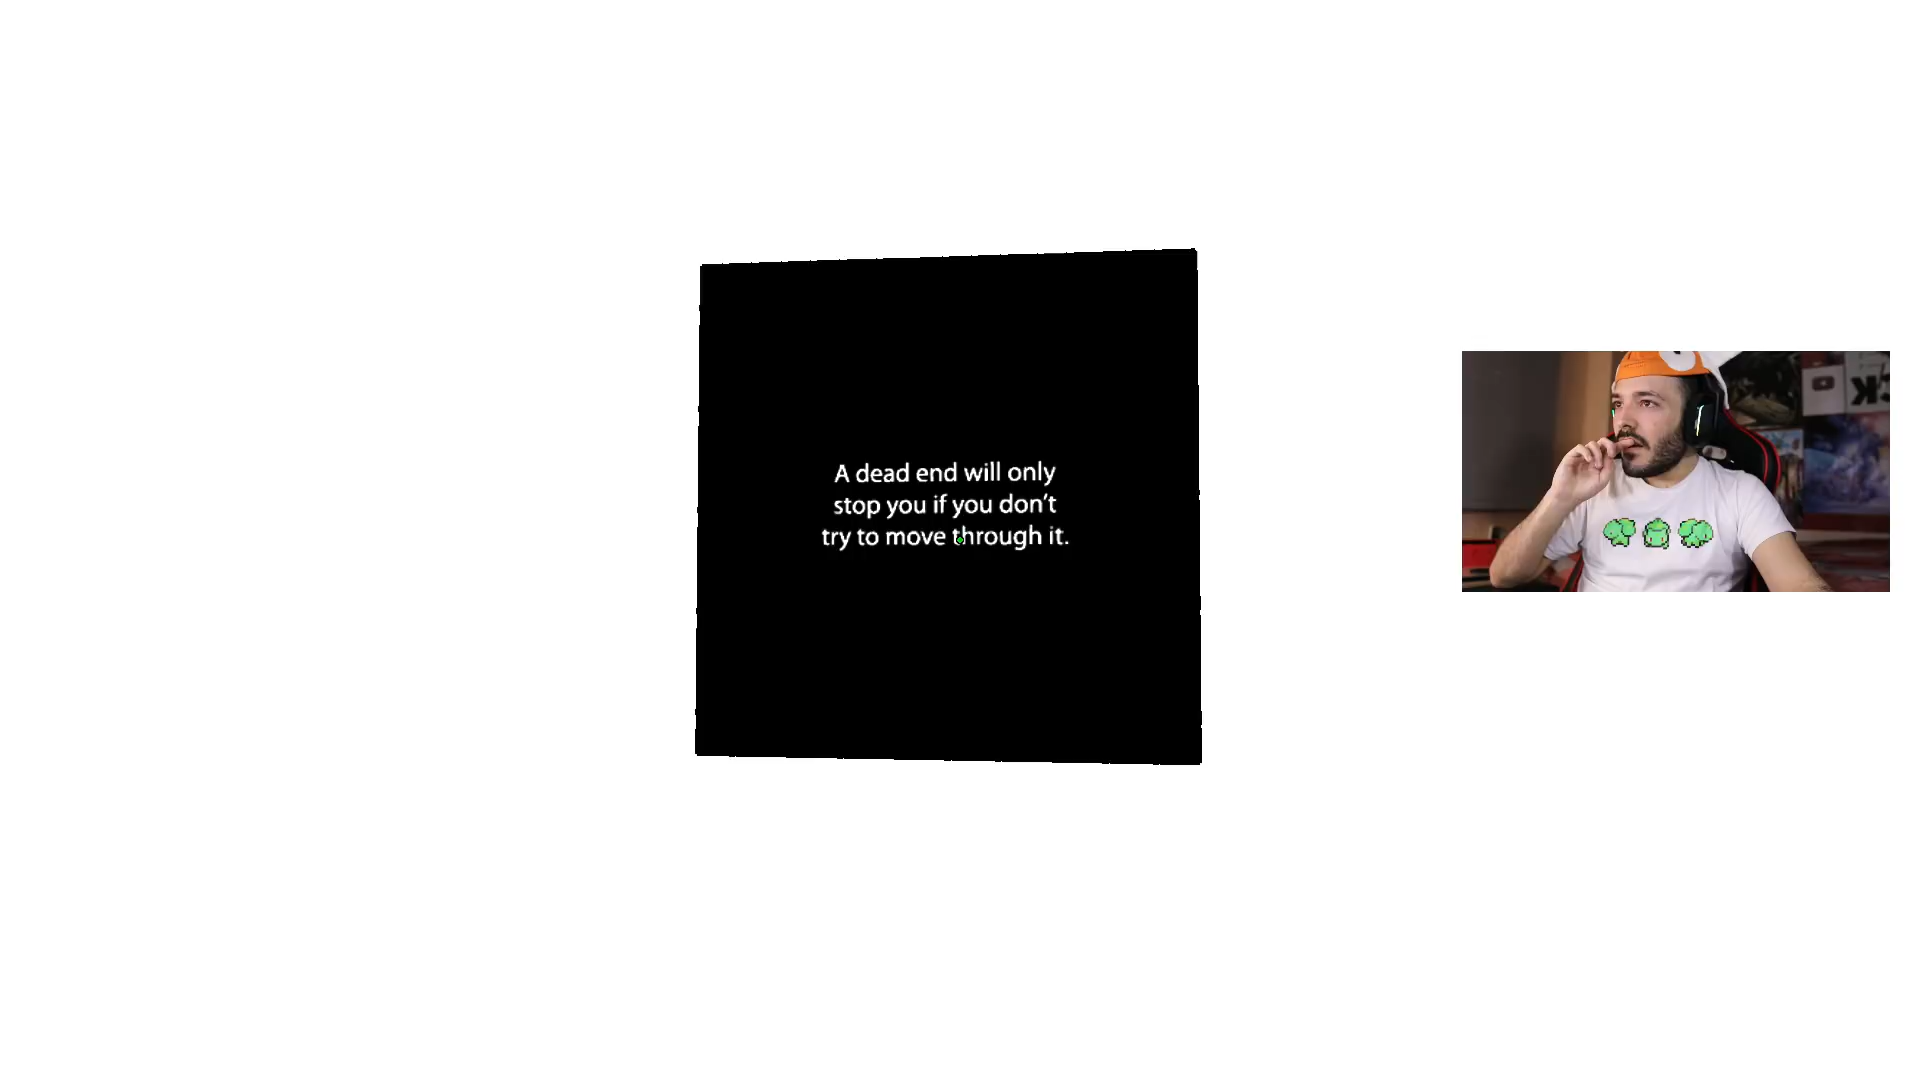 A dead end will only
stop you if you don't
try to move through it.